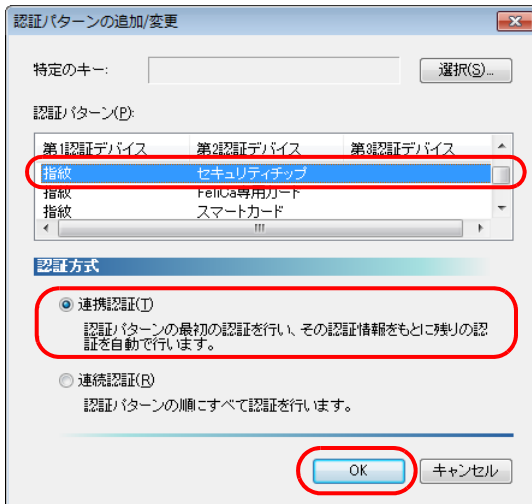 認証パターンの追加/変更
特定のキー:
選択(S)...
認証パターン(P):
第1認証デバイス 第2認証デバイス 第3認証デバイス
指紋 セキュリティチップ
指紋 FeliCa専用カード
指紋 スマートカード
認証方式
連携認証(T)
認証パターンの最初の認証を行い、その認証情報をもとに残りの認
証を自動で行います。
連続認証(R)
認証パターンの順にすべて認証を行います。
OK キャンセル